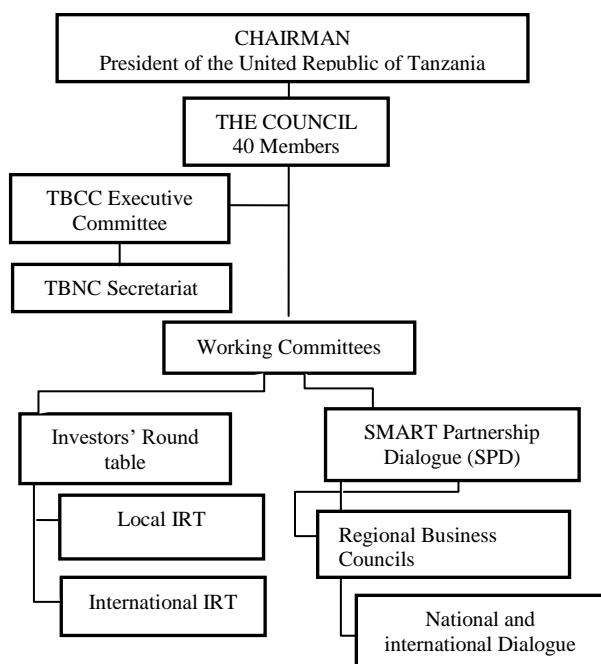 CHAIRMAN
President of the United Republic of Tanzania
THE COUNCIL
40 Members
TBCC Executive
Committee
TBNC Secretariat
Working Committees
Investors’ Round
table
SMART Partnership
Dialogue (SPD)
Local IRT
Regional Business
Councils
International IRT
National and
international Dialogue